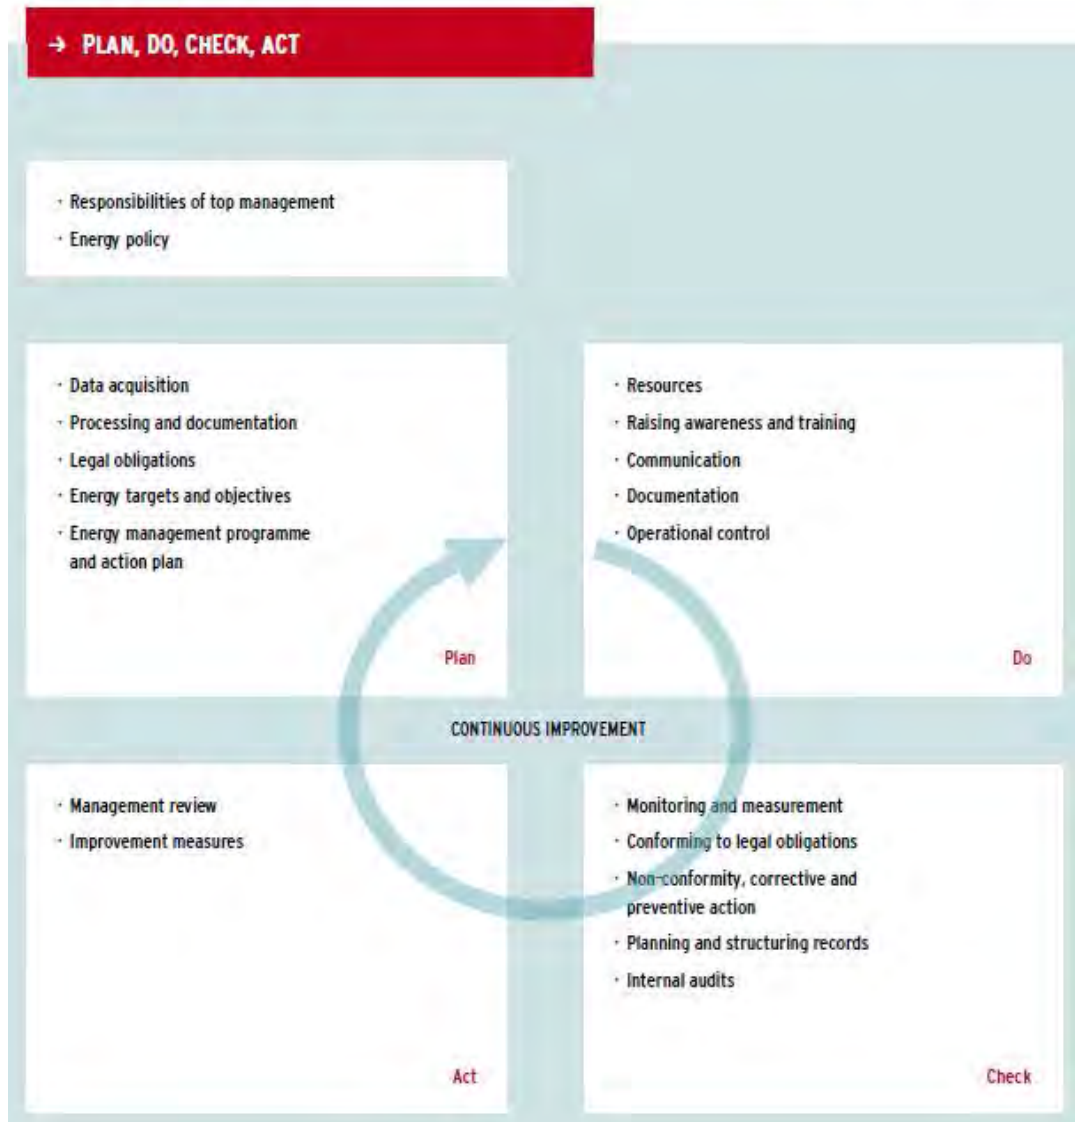 → PLAN, DO, CHECK, ACT
· Responsibilities of top management
· Energy policy
· Data acquisition
· Processing and documentation
· Legal obligations
· Energy targets and objectives
· Energy management programme
and action plan
Plan
· Resources
· Raising awareness and training
· Communication
· Documentation
· Operational control
Do
CONTINUOUS IMPROVEMENT
· Management review
· Improvement measures
Act
· Monitoring and measurement
· Conforming to legal obligations
· Non-conformity, corrective and
preventive action
· Planning and structuring records
· Internal audits
Check